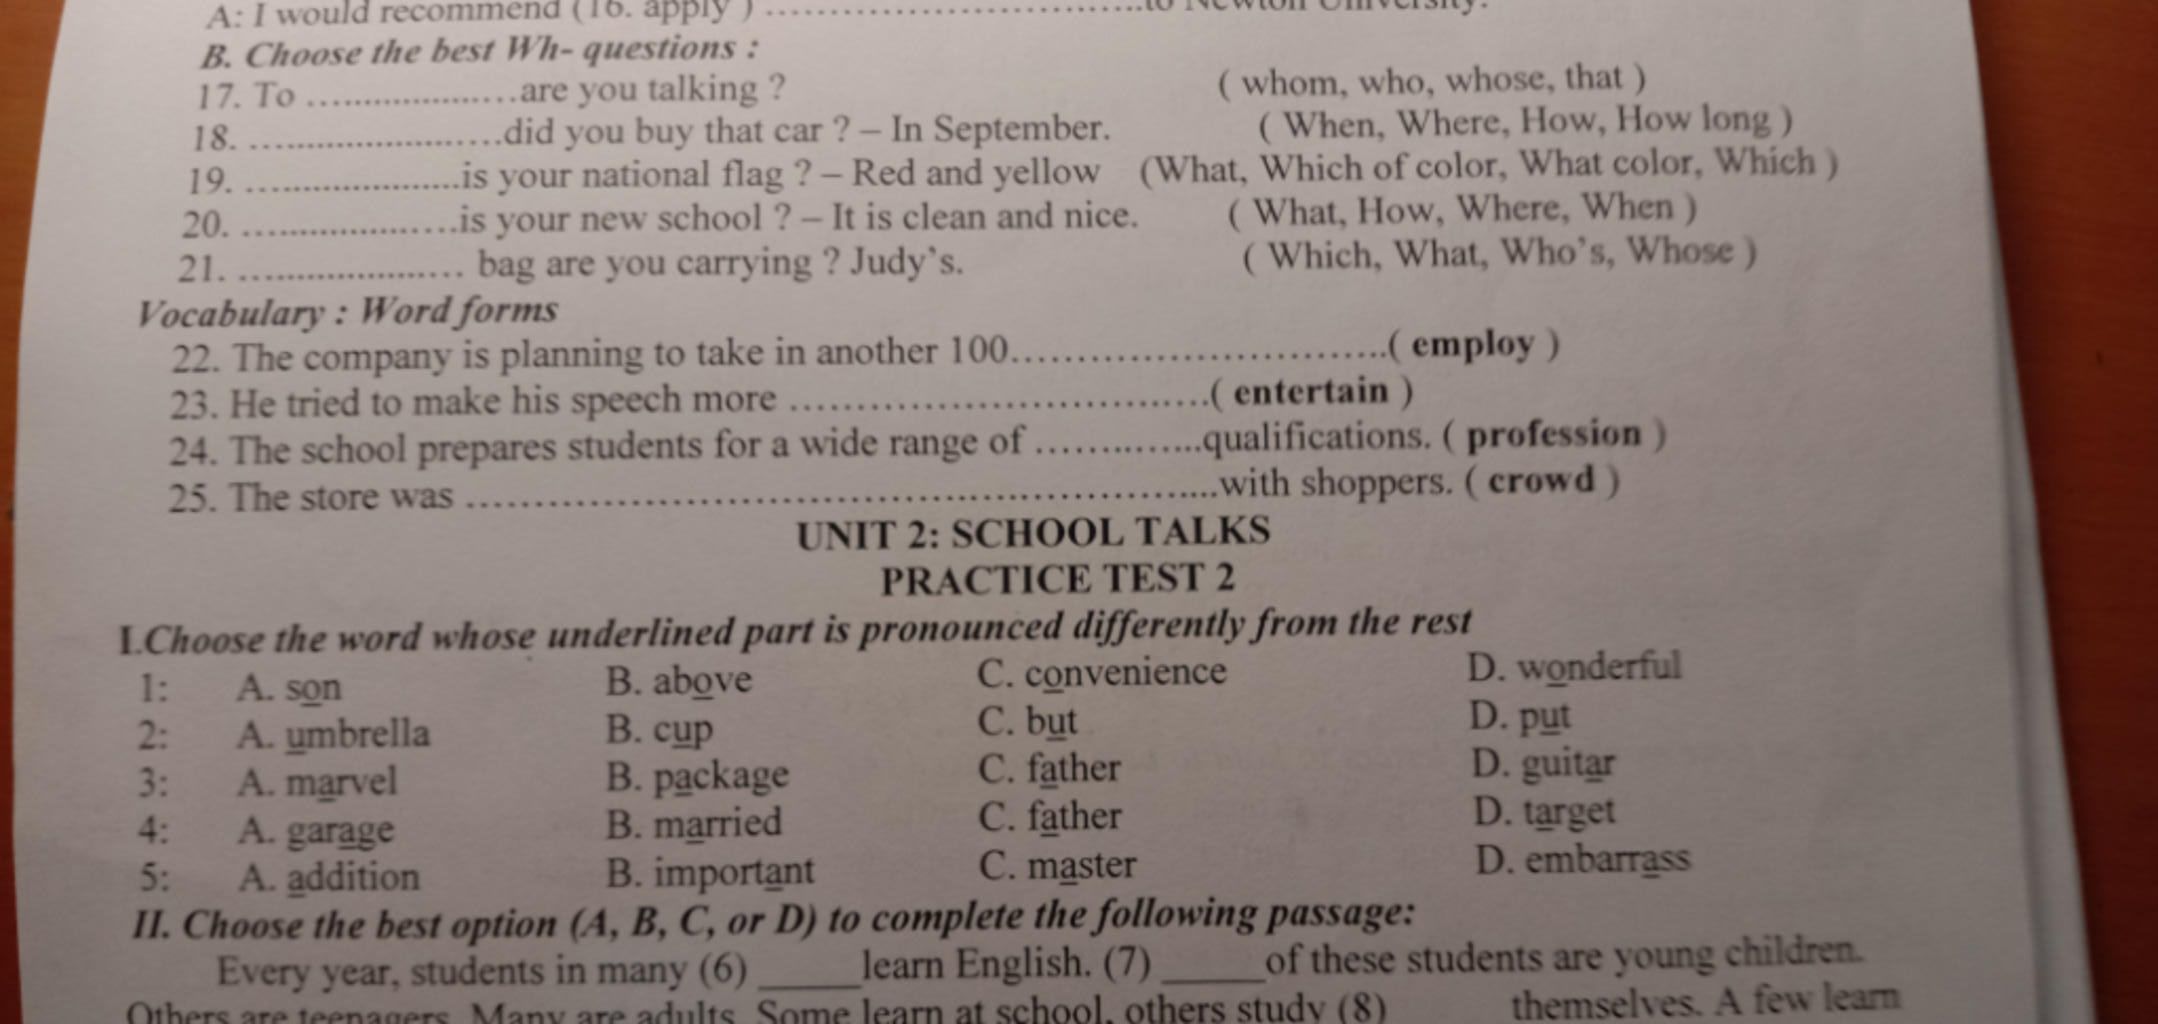 A: I would recommend (16. apply ) ........................................to Newton University.
B. Choose the best Wh- questions :
17. To ......................are you talking ? ( whom, who, whose, that )
18. ..........................did you buy that car ? – In September. ( When, Where, How, How long )
19. ......................is your national flag ? – Red and yellow (What, Which of color, What color, Which )
20. ......................is your new school ? – It is clean and nice. ( What, How, Where, When )
21. ....................... bag are you carrying ? Judy's. ( Which, What, Who's, Whose )
Vocabulary : Word forms
22. The company is planning to take in another 100.......................................( employ )
23. He tried to make his speech more ...........................................( entertain )
24. The school prepares students for a wide range of .................qualifications. ( profession )
25. The store was ..............................................................................with shoppers. ( crowd )
UNIT 2: SCHOOL TALKS
PRACTICE TEST 2
I.Choose the word whose underlined part is pronounced differently from the rest
1: A. son B. above C. convenience D. wonderful
2: A. umbrella B. cup C. but D. put
3: A. marvel B. package C. father D. guitar
4: A. garage B. married C. father D. target
5: A. addition B. important C. master D. embarrass
II. Choose the best option (A, B, C, or D) to complete the following passage:
Every year, students in many (6) _____learn English. (7) _____of these students are young children.
Others are teenagers. Many are adults. Some learn at school, others study (8) themselves. A few learn